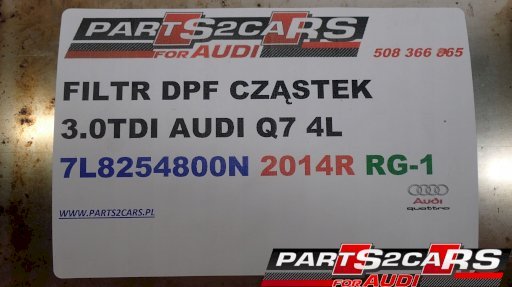 PARTS2CARS
FOR AUDI
508 366 865
FILTR DPF CZĄSTEK
3.0TDI AUDI Q7 4L
7L8254800N 2014R RG-1
Audi
quattro
WWW.PARTS2CARS.PL
PARTS2CARS
FOR AUDI